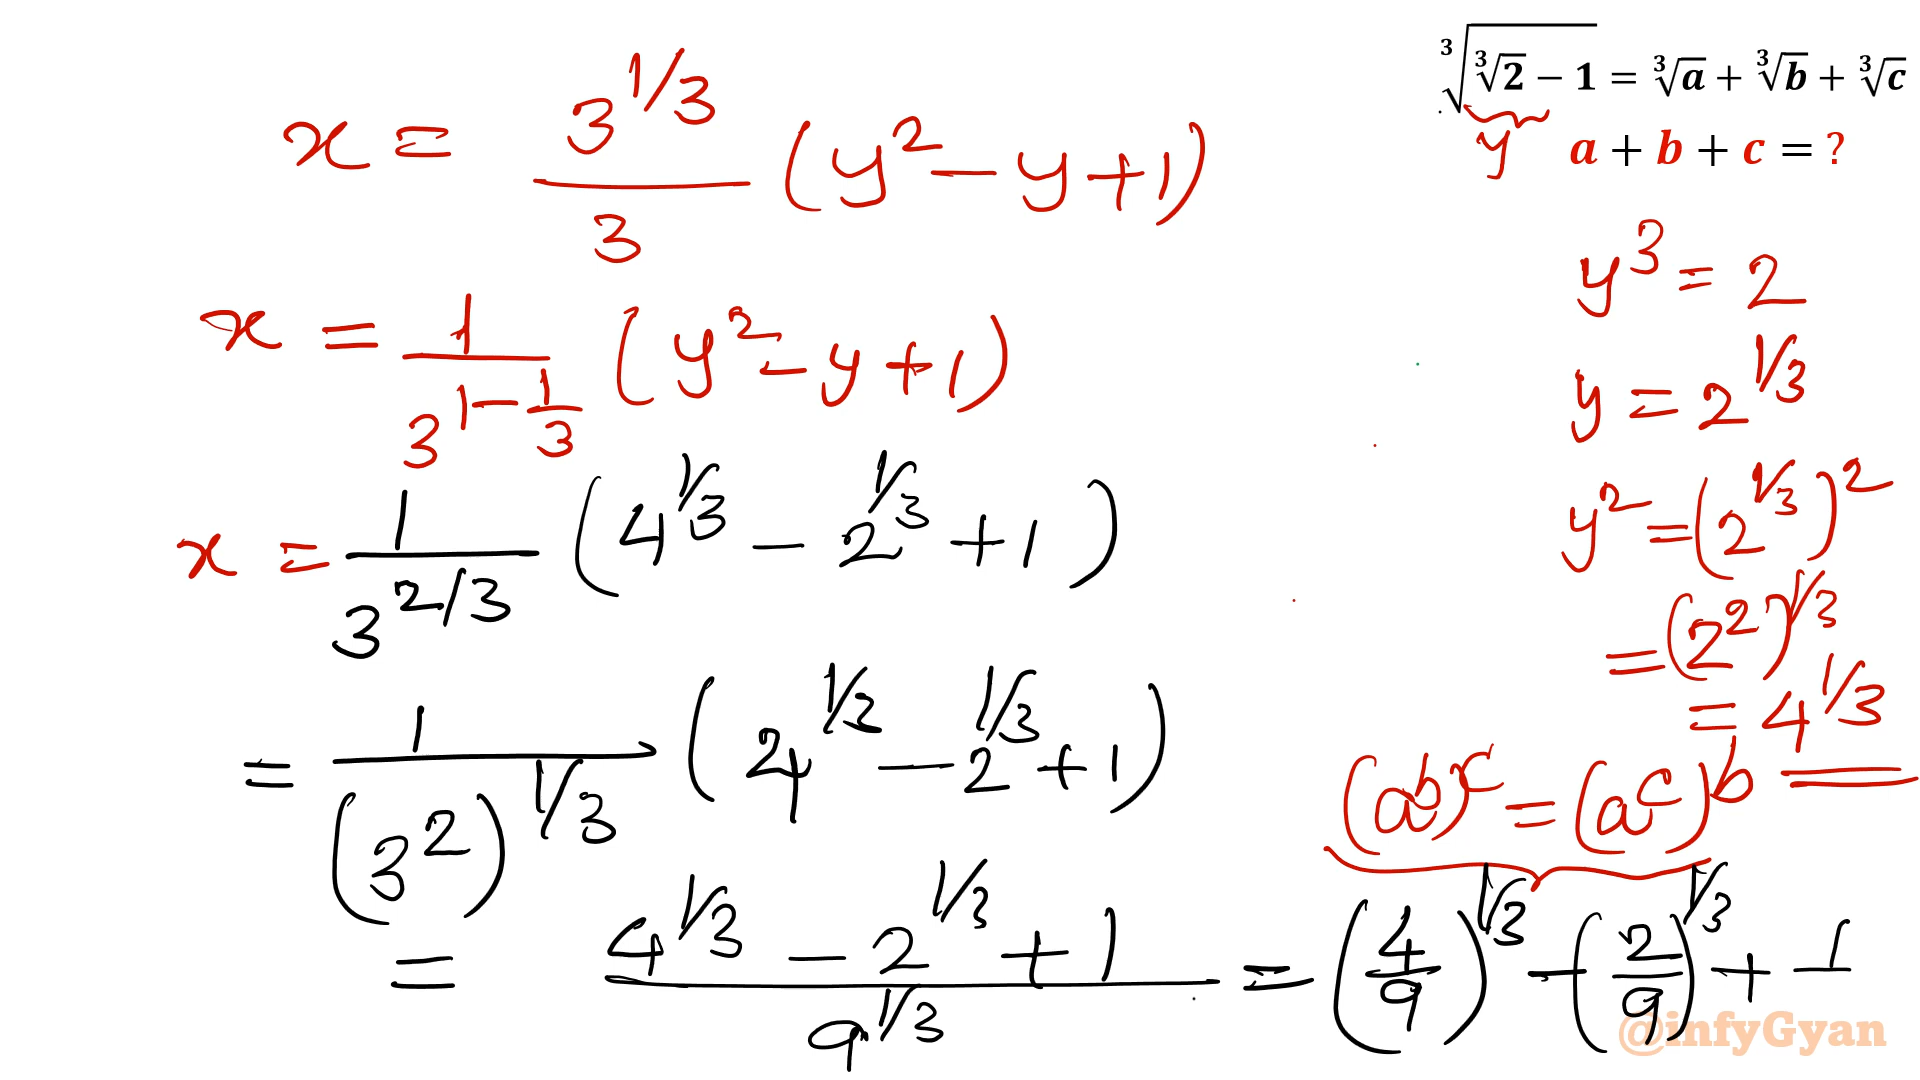 ∛(∛2 − 1) = ∛a + ∛b + ∛c
y
a + b + c = ?
x = 3^{1/3}/3 (y² − y + 1)
x = 1/3^{1−1/3} (y² − y + 1)
x = 1/3^{2/3} (4^{1/3} − 2^{1/3} + 1)
= 1/(3²)^{1/3} (4^{1/3} − 2^{1/3} + 1)
= (4^{1/3} − 2^{1/3} + 1)/9^{1/3} = (4/9)^{1/3} − (2/9)^{1/3} + 1
y³ = 2
y = 2^{1/3}
y² = (2^{1/3})²
= (2²)^{1/3}
= 4^{1/3}
(a^b)^c = (a^c)^b
@infyGyan